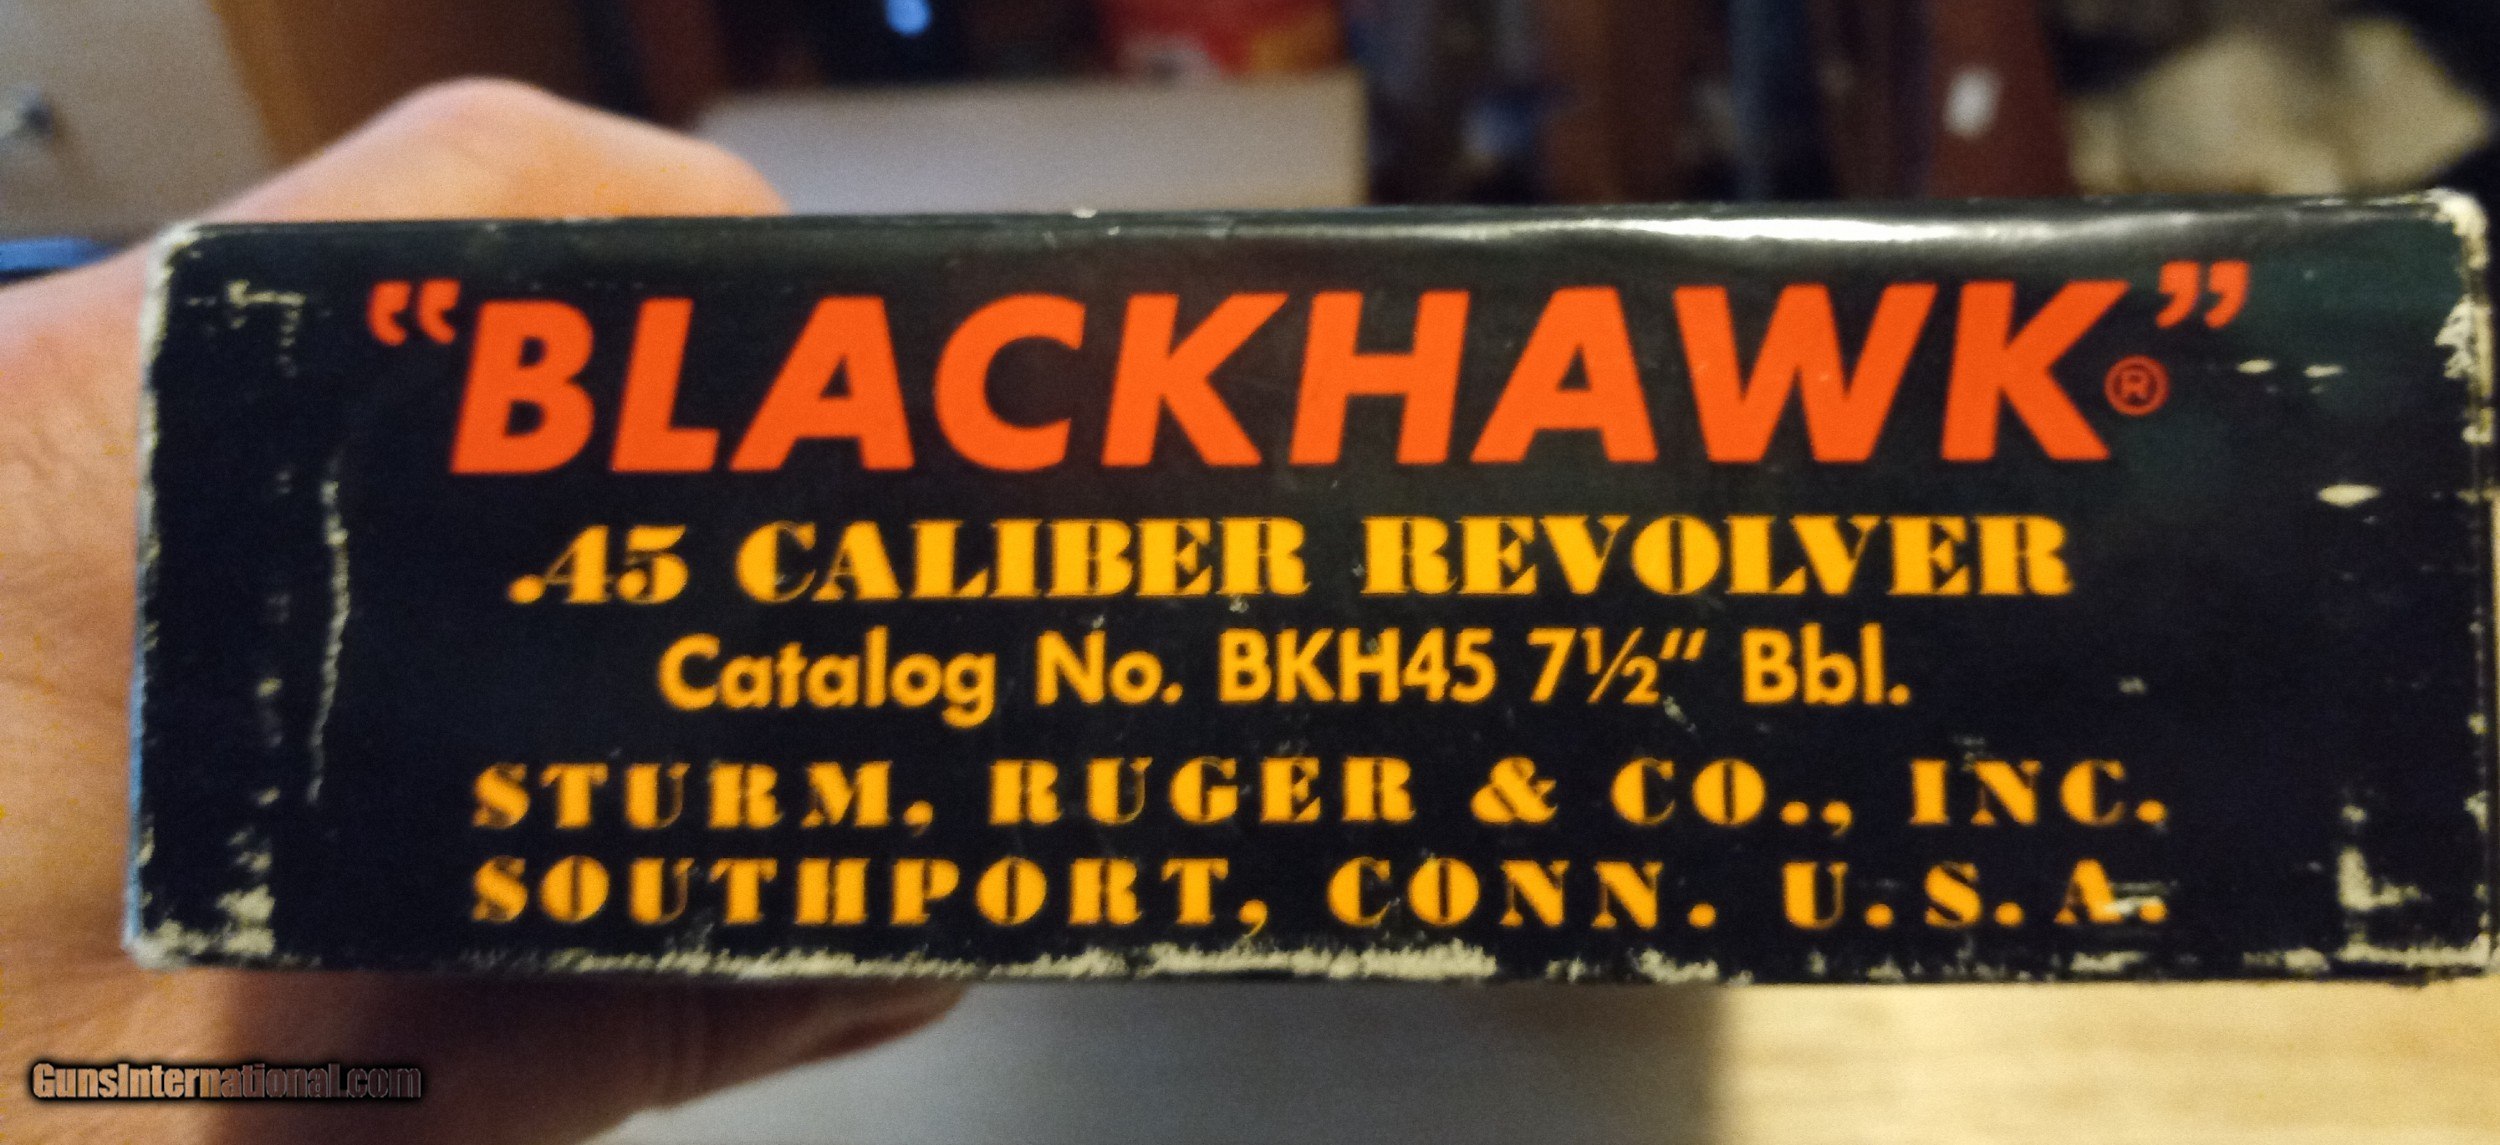 “BLACKHAWK®”
.45 CALIBER REVOLVER
Catalog No. BKH45 7½" Bbl.
STURM, RUGER & CO., INC.
SOUTHPORT, CONN. U.S.A.
GunsInternational.com